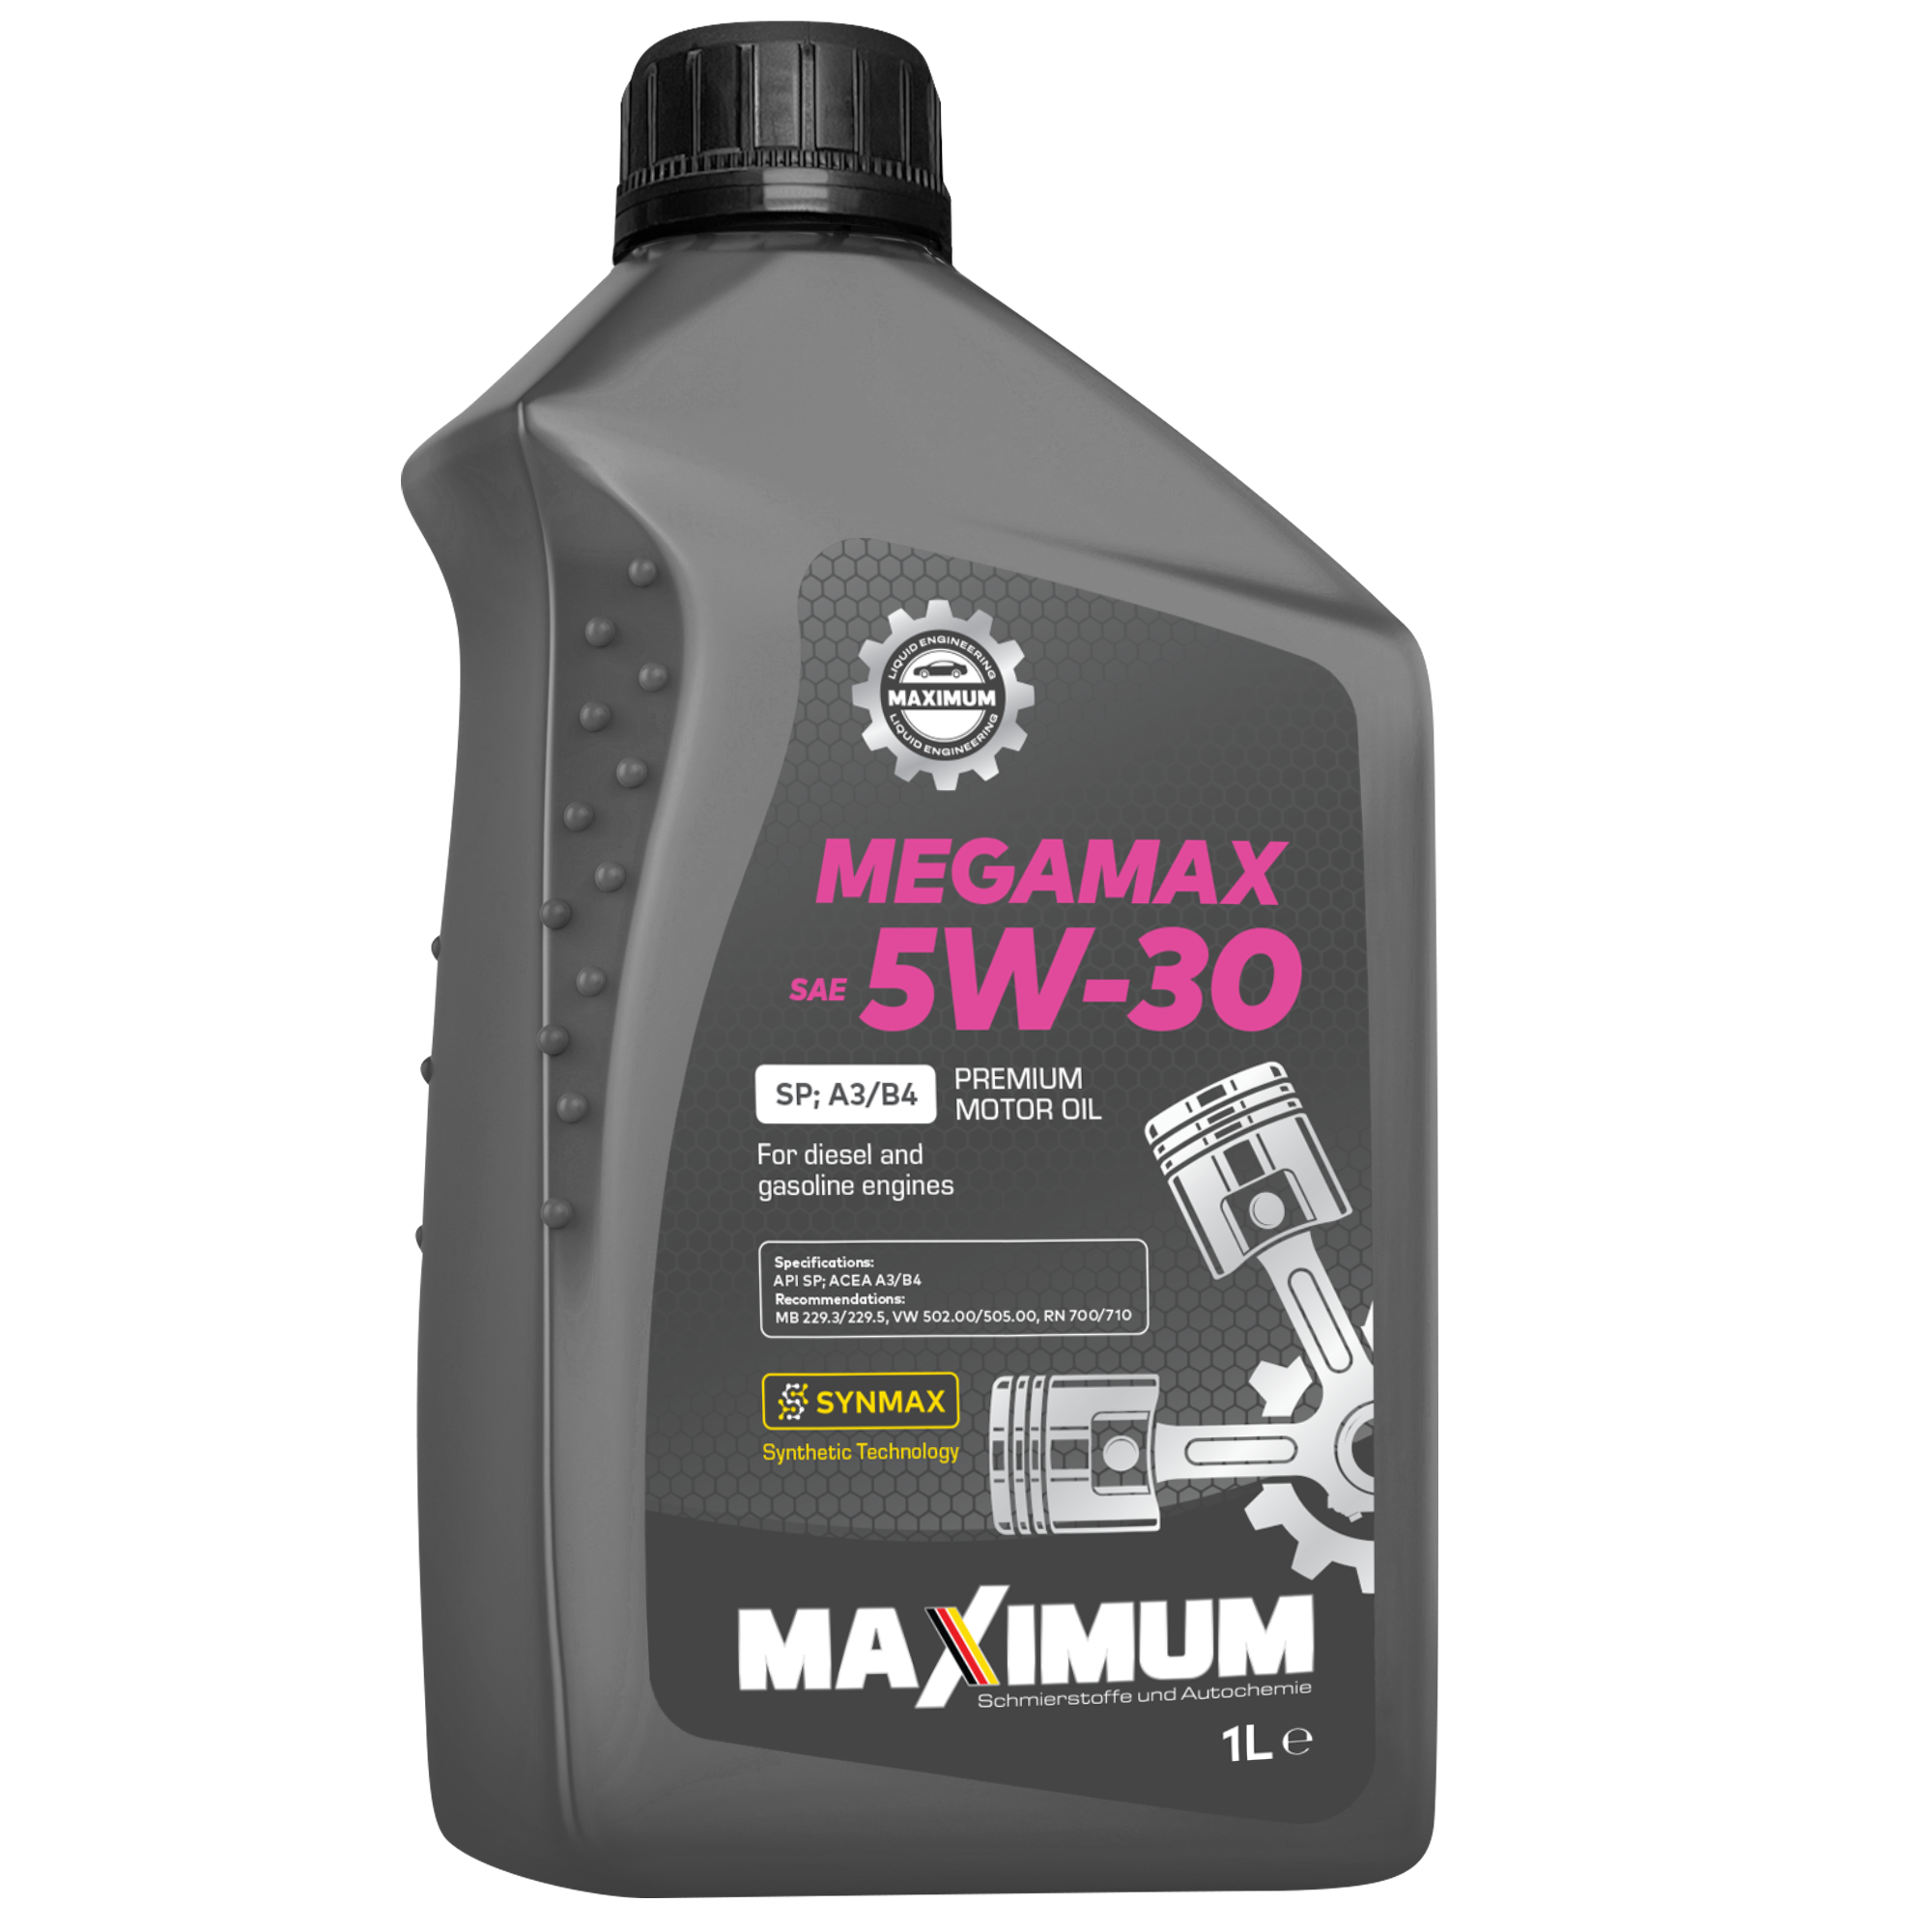 LIQUID ENGINEERING
MAXIMUM
LIQUID ENGINEERING
MEGAMAX
SAE 5W-30
SP; A3/B4
PREMIUM
MOTOR OIL
For diesel and
gasoline engines
Specifications:
API SP; ACEA A3/B4
Recommendations:
MB 229.3/229.5, VW 502.00/505.00, RN 700/710
SYNMAX
Synthetic Technology
MAXIMUM
Schmierstoffe und Autochemie
1L ℮